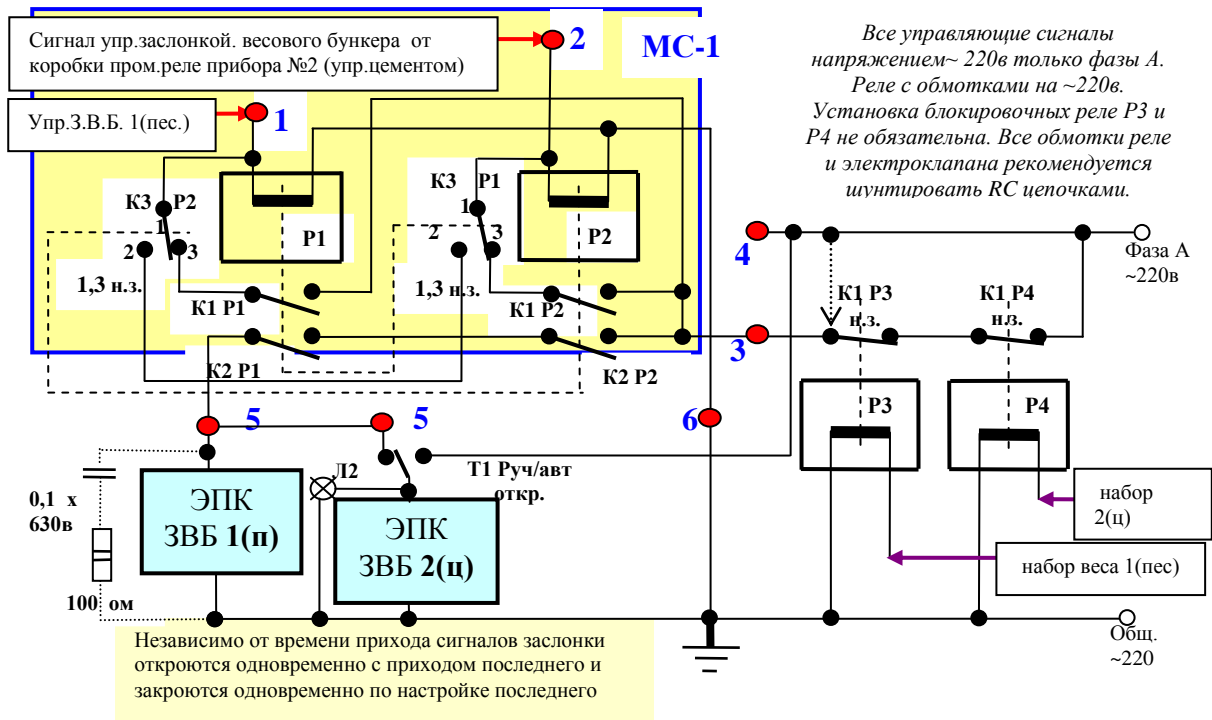 Сигнал упр.заслонкой. весового бункера от
коробки пром.реле прибора №2 (упр.цементом)
2
МС-1
Все управляющие сигналы
напряжением~ 220в только фазы А.
Реле с обмотками на ~220в.
Установка блокировочных реле Р3 и
Р4 не обязательна. Все обмотки реле
и электроклапана рекомендуется
шунтировать RC цепочками.
Упр.З.В.Б. 1(пес.)
1
К3 Р2
1
2
3
1,3 н.з.
Р1
К3 Р1
1
2
3
1,3 н.з.
Р2
К1 Р1
К2 Р1
К1 Р2
К2 Р2
4
Фаза А
~220в
К1 Р3
н.з.
К1 Р4
н.з.
3
Р3
Р4
5
5
6
Т1 Руч/авт
откр.
Л2
0,1 х
630в
100 ом
ЭПК
ЗВБ 1(п)
ЭПК
ЗВБ 2(ц)
набор
2(ц)
набор веса 1(пес)
Общ.
~220
Независимо от времени прихода сигналов заслонки
откроются одновременно с приходом последнего и
закроются одновременно по настройке последнего